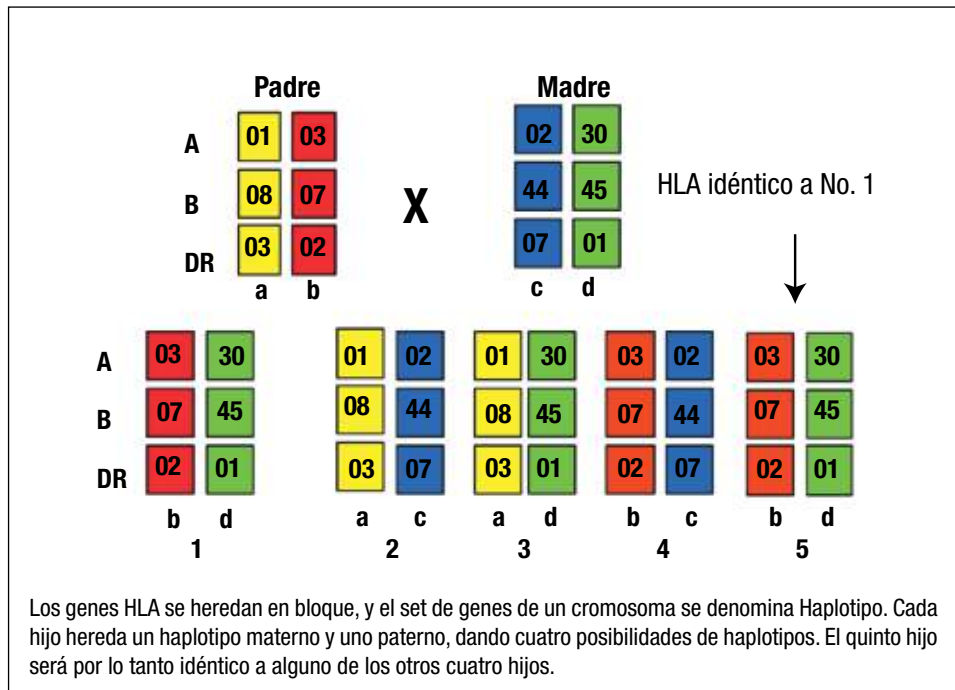 Padre Madre
A 01 03 02 30
B 08 07 X 44 45 HLA idéntico a No. 1
DR 03 02 07 01
a b c d
A 03 30 01 02 01 30 03 02 03 30
B 07 45 08 44 08 45 07 44 07 45
DR 02 01 03 07 03 01 02 07 02 01
b d a c a d b c b d
1 2 3 4 5
Los genes HLA se heredan en bloque, y el set de genes de un cromosoma se denomina Haplotipo. Cada
hijo hereda un haplotipo materno y uno paterno, dando cuatro posibilidades de haplotipos. El quinto hijo
será por lo tanto idéntico a alguno de los otros cuatro hijos.